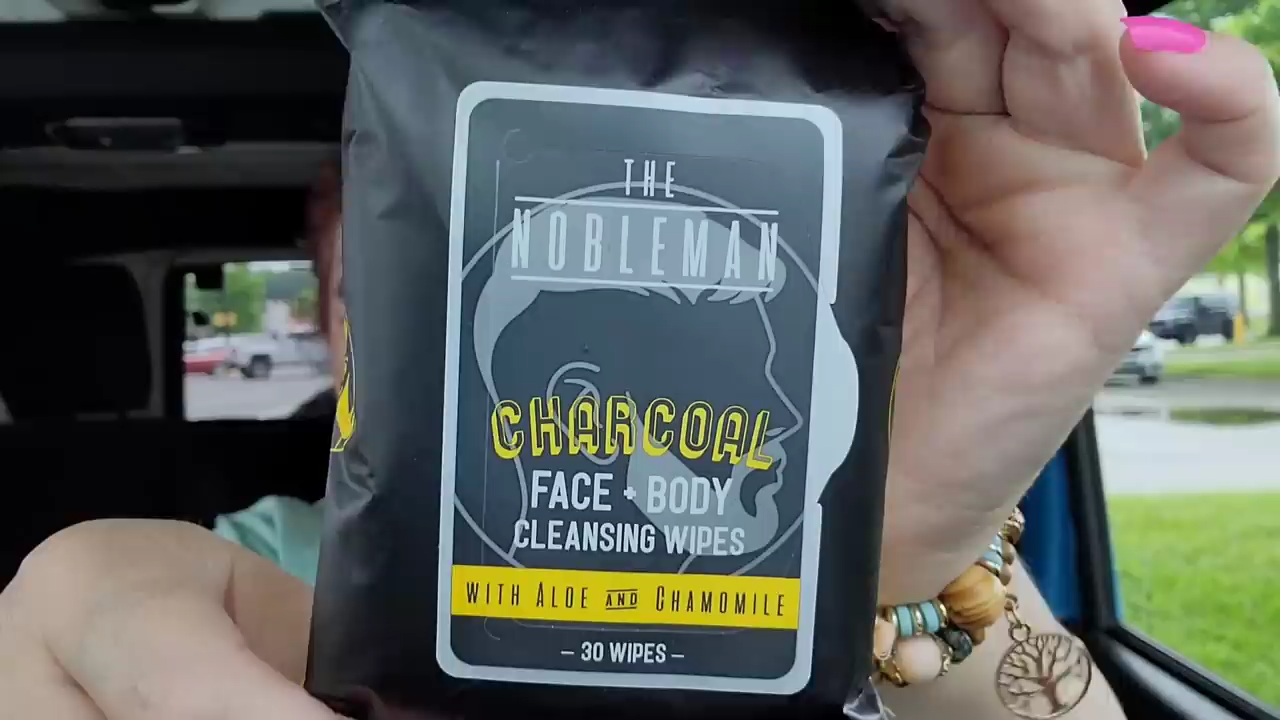 THE
NOBLEMAN
CHARCOAL
FACE + BODY
CLEANSING WIPES
WITH ALOE AND CHAMOMILE
– 30 WIPES –